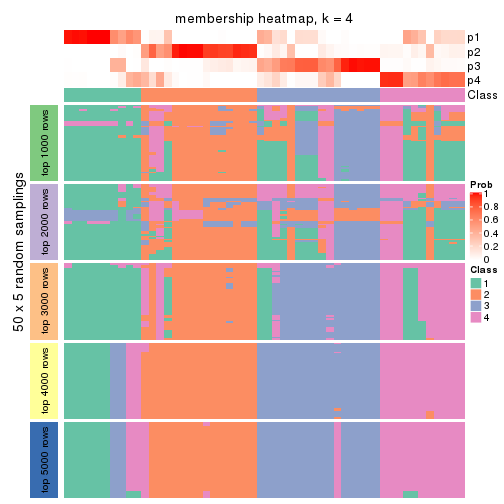 membership heatmap, k = 4
p1
p2
p3
p4
Class
50 x 5 random samplings
top 1000 rows
top 2000 rows
top 3000 rows
top 4000 rows
top 5000 rows
Prob
1
0.8
0.6
0.4
0.2
0
Class
1
2
3
4